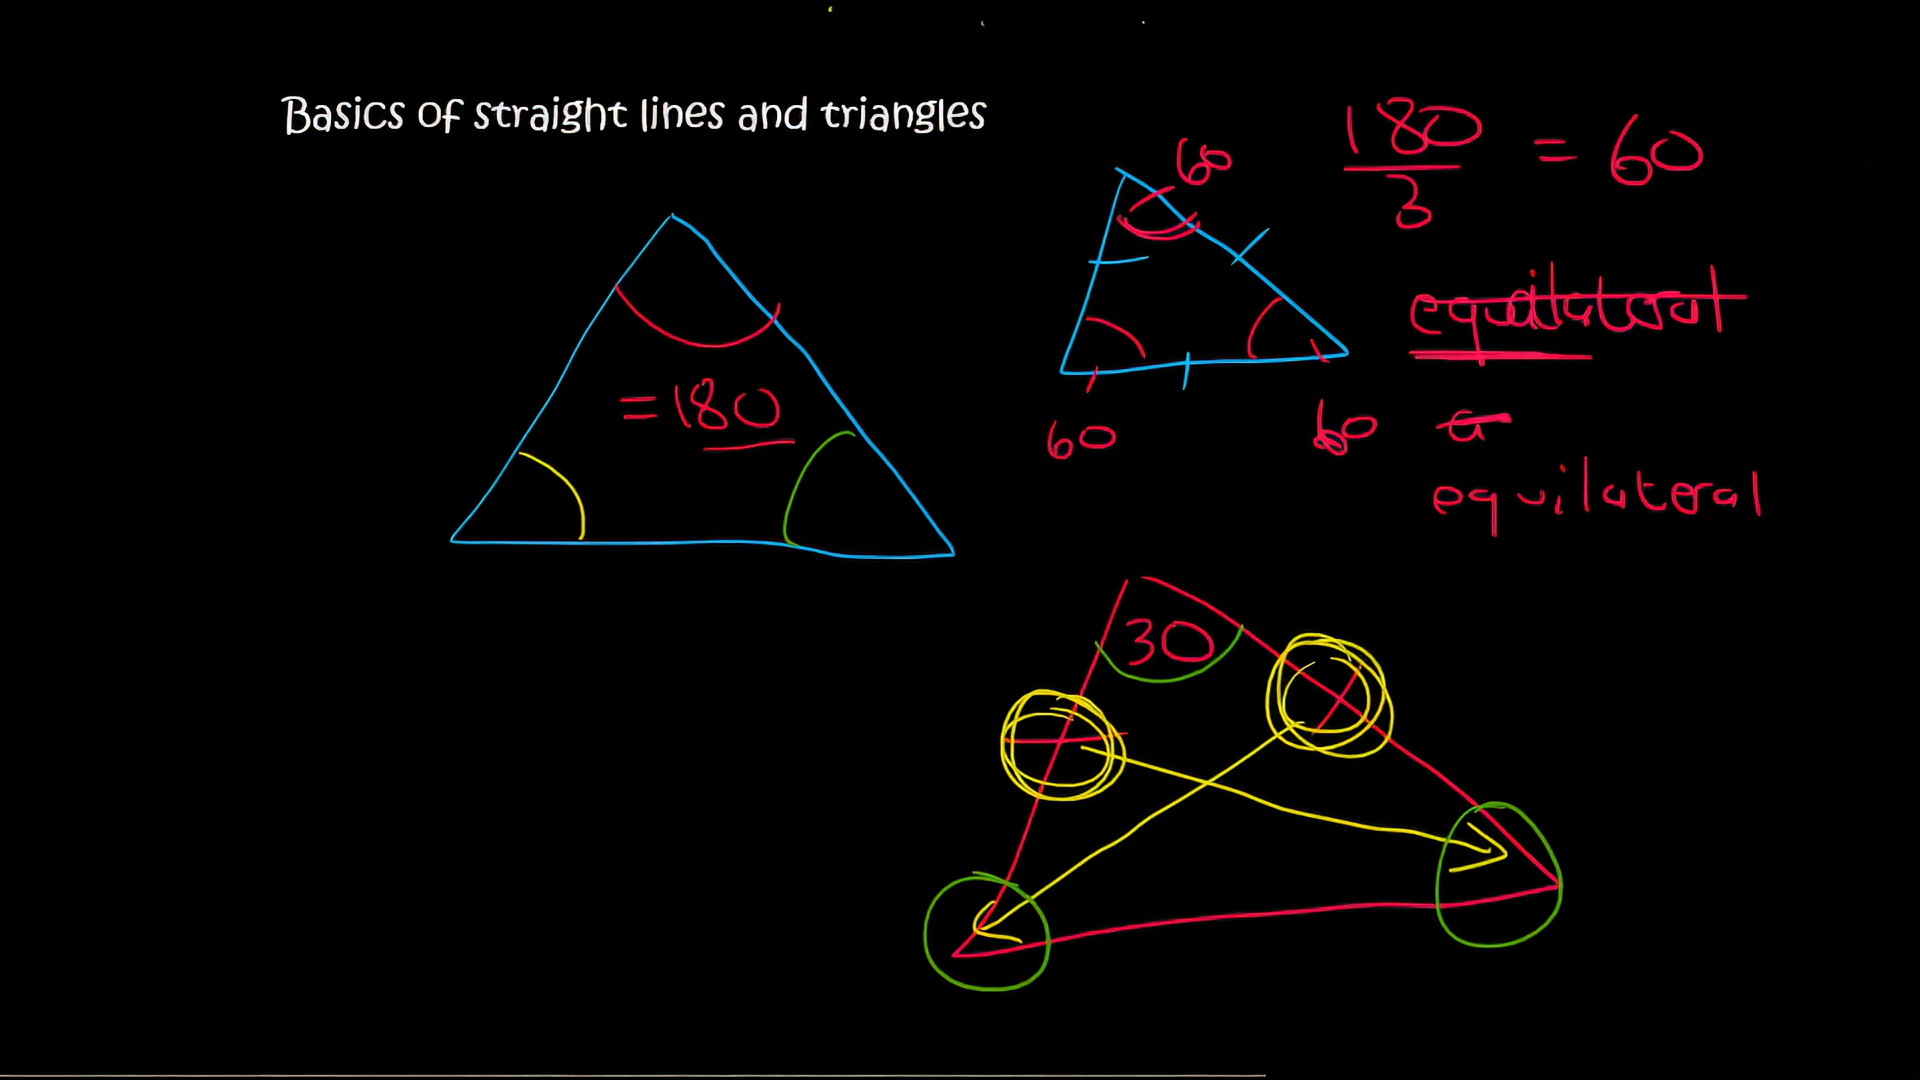 Basics of straight lines and triangles
= 180
60
60
60
180
3
= 60
equilateral
a
equilateral
30